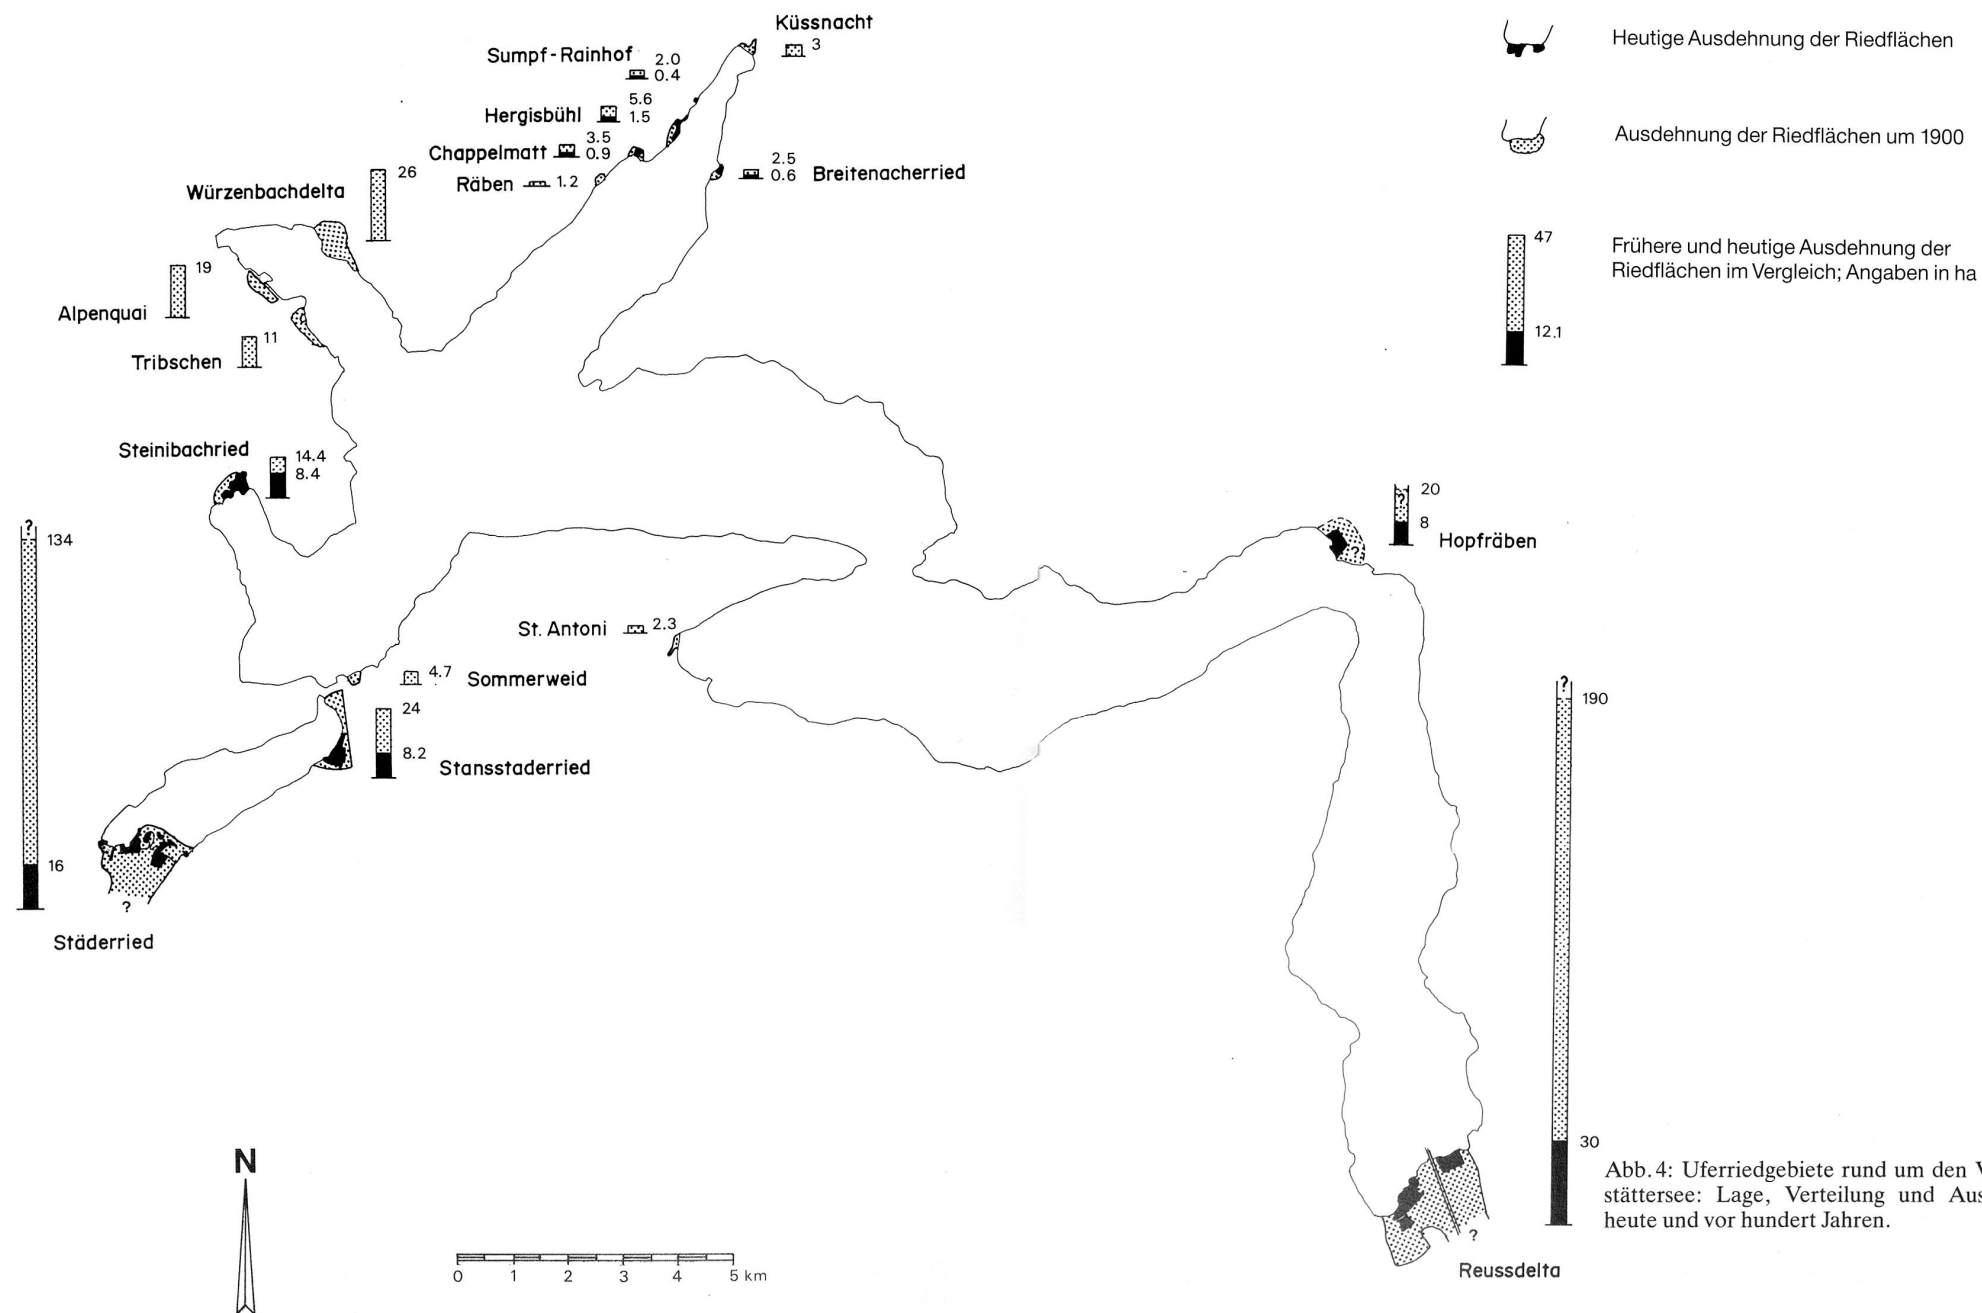 Küssnacht
3
Sumpf-Rainhof
2.0
0.4
Hergisbühl
5.6
1.5
Chappelmatt
3.5
0.9
Räben
1.2
2.5
0.6
Breitenacherried
Würzenbachdelta
26
Alpenquai
19
Tribschen
11
Steinibachried
14.4
8.4
?
134
16
?
Städerried
St. Antoni
2.3
4.7
Sommerweid
24
8.2
Stansstaderried
?
20
8
?
Hopfräben
?
190
30
?
Reussdelta
N
0 1 2 3 4 5 km
Heutige Ausdehnung der Riedflächen
Ausdehnung der Riedflächen um 1900
47
12.1
Frühere und heutige Ausdehnung der
Riedflächen im Vergleich; Angaben in ha
Abb. 4: Uferriedgebiete rund um den
stättersee: Lage, Verteilung und
heute und vor hundert Jahren.